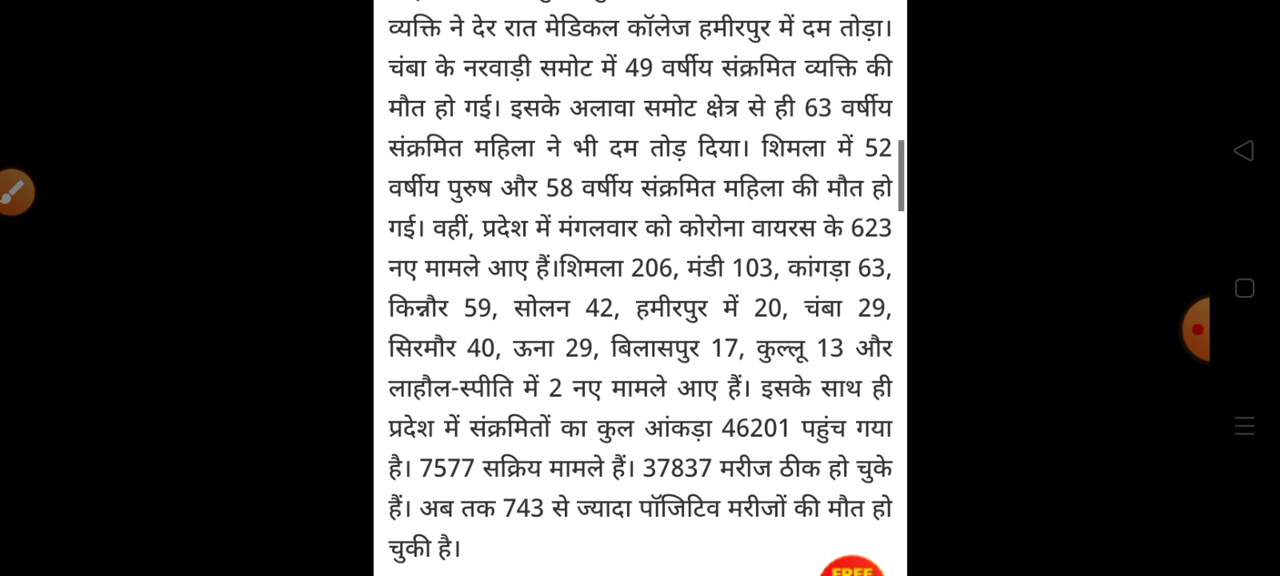 व्यक्ति ने देर रात मेडिकल कॉलेज हमीरपुर में दम तोड़ा।
चंबा के नरवाड़ी समोट में 49 वर्षीय संक्रमित व्यक्ति की
मौत हो गई। इसके अलावा समोट क्षेत्र से ही 63 वर्षीय
संक्रमित महिला ने भी दम तोड़ दिया। शिमला में 52
वर्षीय पुरुष और 58 वर्षीय संक्रमित महिला की मौत हो
गई। वहीं, प्रदेश में मंगलवार को कोरोना वायरस के 623
नए मामले आए हैं।शिमला 206, मंडी 103, कांगड़ा 63,
किन्नौर 59, सोलन 42, हमीरपुर में 20, चंबा 29,
सिरमौर 40, ऊना 29, बिलासपुर 17, कुल्लू 13 और
लाहौल-स्पीति में 2 नए मामले आए हैं। इसके साथ ही
प्रदेश में संक्रमितों का कुल आंकड़ा 46201 पहुंच गया
है। 7577 सक्रिय मामले हैं। 37837 मरीज ठीक हो चुके
हैं। अब तक 743 से ज्यादा पॉजिटिव मरीजों की मौत हो
चुकी है।
FREE